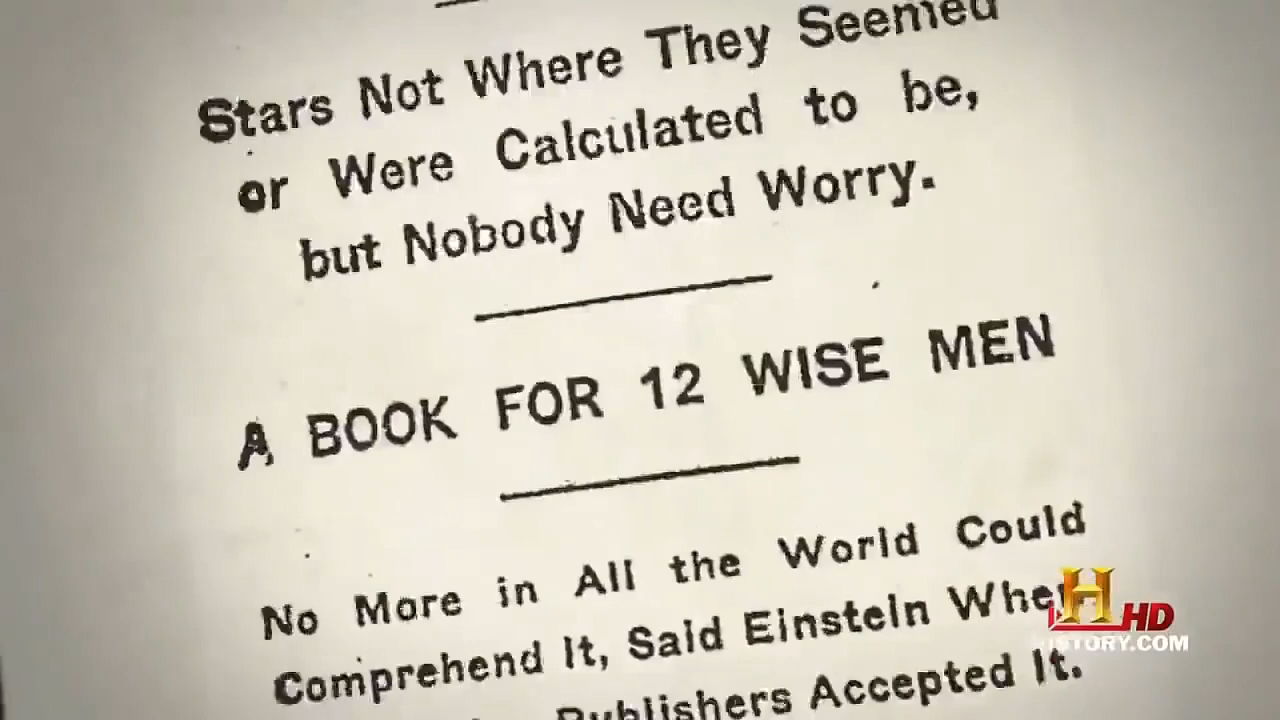 Stars Not Where They Seemed
or Were Calculated to be,
but Nobody Need Worry.
A BOOK FOR 12 WISE MEN
No More in All the World Could
Comprehend It, Said Einstein When
Publishers Accepted It.
H HD
HISTORY.COM